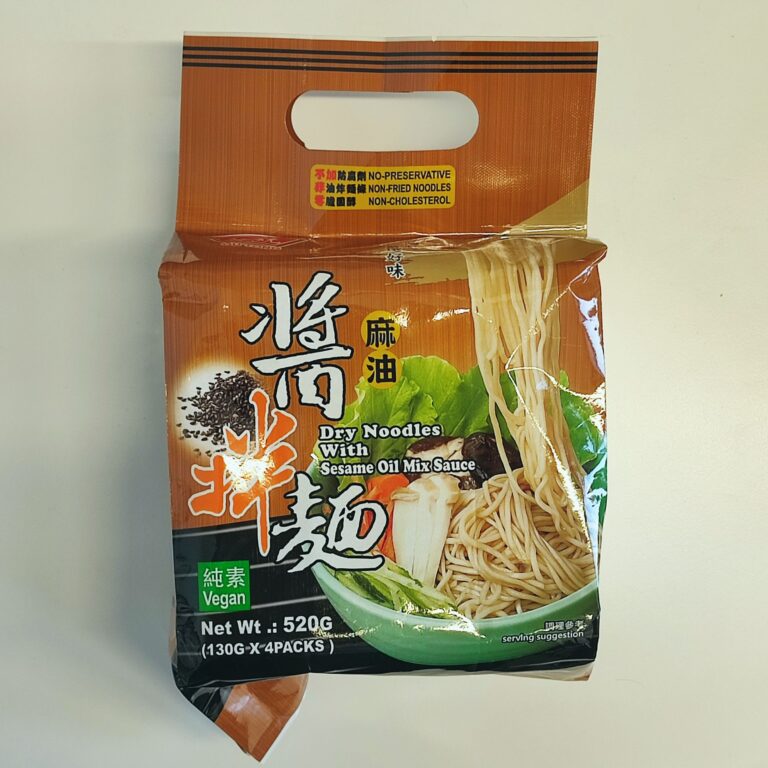 不加防腐劑 NO-PRESERVATIVE
非油炸麵條 NON-FRIED NOODLES
零膽固醇 NON-CHOLESTEROL
好味
醬拌麵
麻油
Dry Noodles
With
Sesame Oil Mix Sauce
純素
Vegan
Net Wt .: 520G
(130G X 4PACKS )
調理參考
serving suggestion